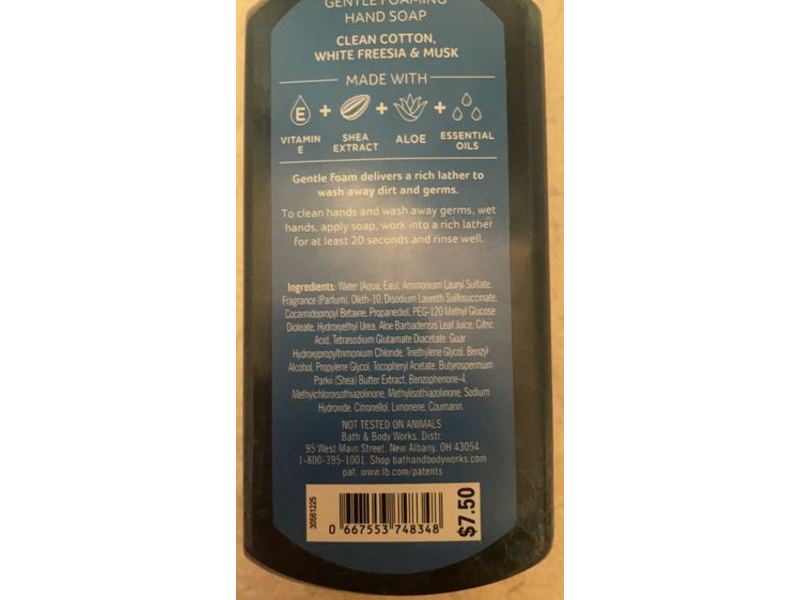 GENTLE FOAMING
HAND SOAP
CLEAN COTTON,
WHITE FREESIA & MUSK
MADE WITH
E + + +
VITAMIN E SHEA EXTRACT ALOE ESSENTIAL OILS
Gentle foam delivers a rich lather to
wash away dirt and germs.
To clean hands and wash away germs, wet
hands, apply soap, work into a rich lather
for at least 20 seconds and rinse well.
Ingredients: Water (Aqua, Eau), Ammonium Lauryl Sulfate,
Fragrance (Parfum), Oleth-10, Disodium Laureth Sulfosuccinate,
Cocamidopropyl Betaine, Propanediol, PEG-120 Methyl Glucose
Dioleate, Hydroxyethyl Urea, Aloe Barbadensis Leaf Juice, Citric
Acid, Tetrasodium Glutamate Diacetate, Guar
Hydroxypropyltrimonium Chloride, Triethylene Glycol, Benzyl
Alcohol, Propylene Glycol, Tocopheryl Acetate, Butyrospermum
Parkii (Shea) Butter Extract, Benzophenone-4,
Methylchloroisothiazolinone, Methylisothiazolinone, Sodium
Hydroxide, Citronellol, Limonene, Coumarin.
NOT TESTED ON ANIMALS
Bath & Body Works, Distr.
95 West Main Street, New Albany, OH 43054
1-800-395-1001 Shop bathandbodyworks.com
pat. www.lb.com/patents
30561225
0 667553 748348
$7.50